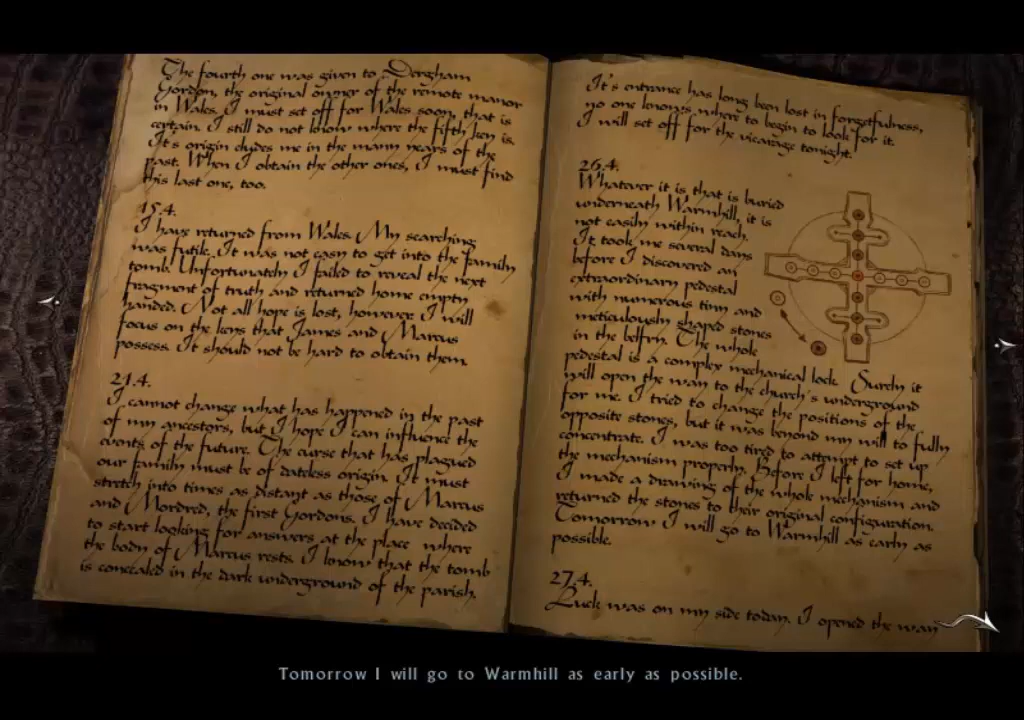 The fourth one was given to Dergham
Gordon, the original owner of the remote manor
in Wales. I must set off for Wales soon, that is
certain. I still do not know where the fifth key is.
It's origin eludes me in the many years of the
past. When I obtain the other ones, I must find
this last one, too.
15.4.
I have returned from Wales. My searching
was futile. It was not easy to get into the family
tomb. Unfortunately I failed to reveal the next
fragment of truth and returned home empty
handed. Not all hope is lost, however. I will
focus on the keys that James and Marcus
possess. It should not be hard to obtain them.
21.4.
I cannot change what has happened in the past
of my ancestors, but I hope I can influence the
events of the future. The curse that has plagued
our family must be of dateless origin. It must
stretch into times as distant as those of Marcus
and Mordred, the first Gordons. I have decided
to start looking for answers at the place where
the body of Marcus rests. I know that the tomb
is concealed in the dark underground of the parish.
It's entrance has long been lost in forgetfulness,
no one knows where to begin to look for it.
I will set off for the vicarage tonight.
26.4.
Whatever it is that is buried
underneath Warmhill, it is
not easily within reach.
It took me several days
before I discovered an
extraordinary pedestal
with numerous tiny and
meticulously shaped stones
in the belfry. The whole
pedestal is a complex mechanical lock. Surely it
will open the way to the church's underground
for me. I tried to change the positions of the
opposite stones, but it was beyond my will to fully
concentrate. I was too tired to attempt to set up
the mechanism properly. Before I left for home,
I made a drawing of the whole mechanism and
returned the stones to their original configuration.
Tomorrow I will go to Warmhill as early as
possible.
27.4.
Luck was on my side today. I opened the way
Tomorrow I will go to Warmhill as early as possible.